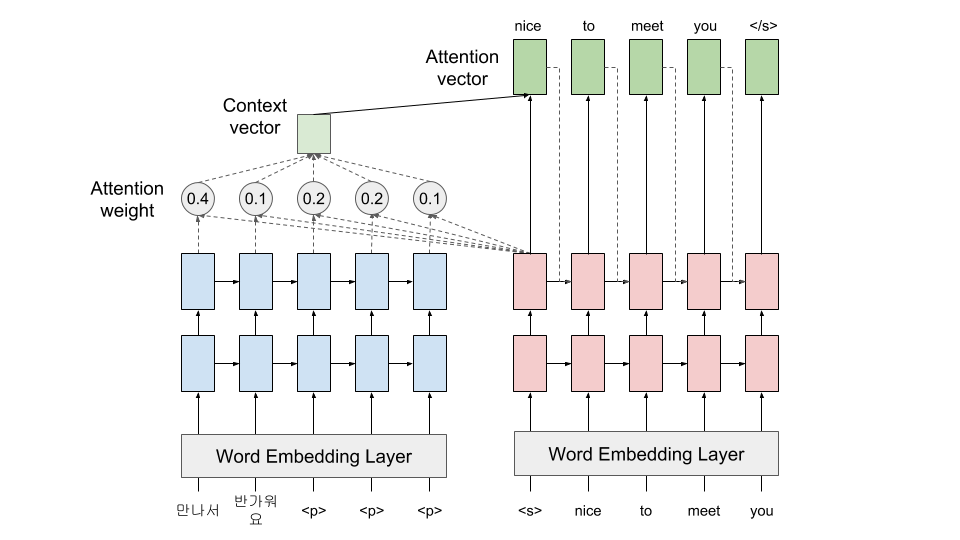 nice to meet you </s>
Attention
vector
Context
vector
Attention
weight
0.4 0.1 0.2 0.2 0.1
Word Embedding Layer
Word Embedding Layer
만나서 반가워
요 <p> <p> <p>
<s> nice to meet you